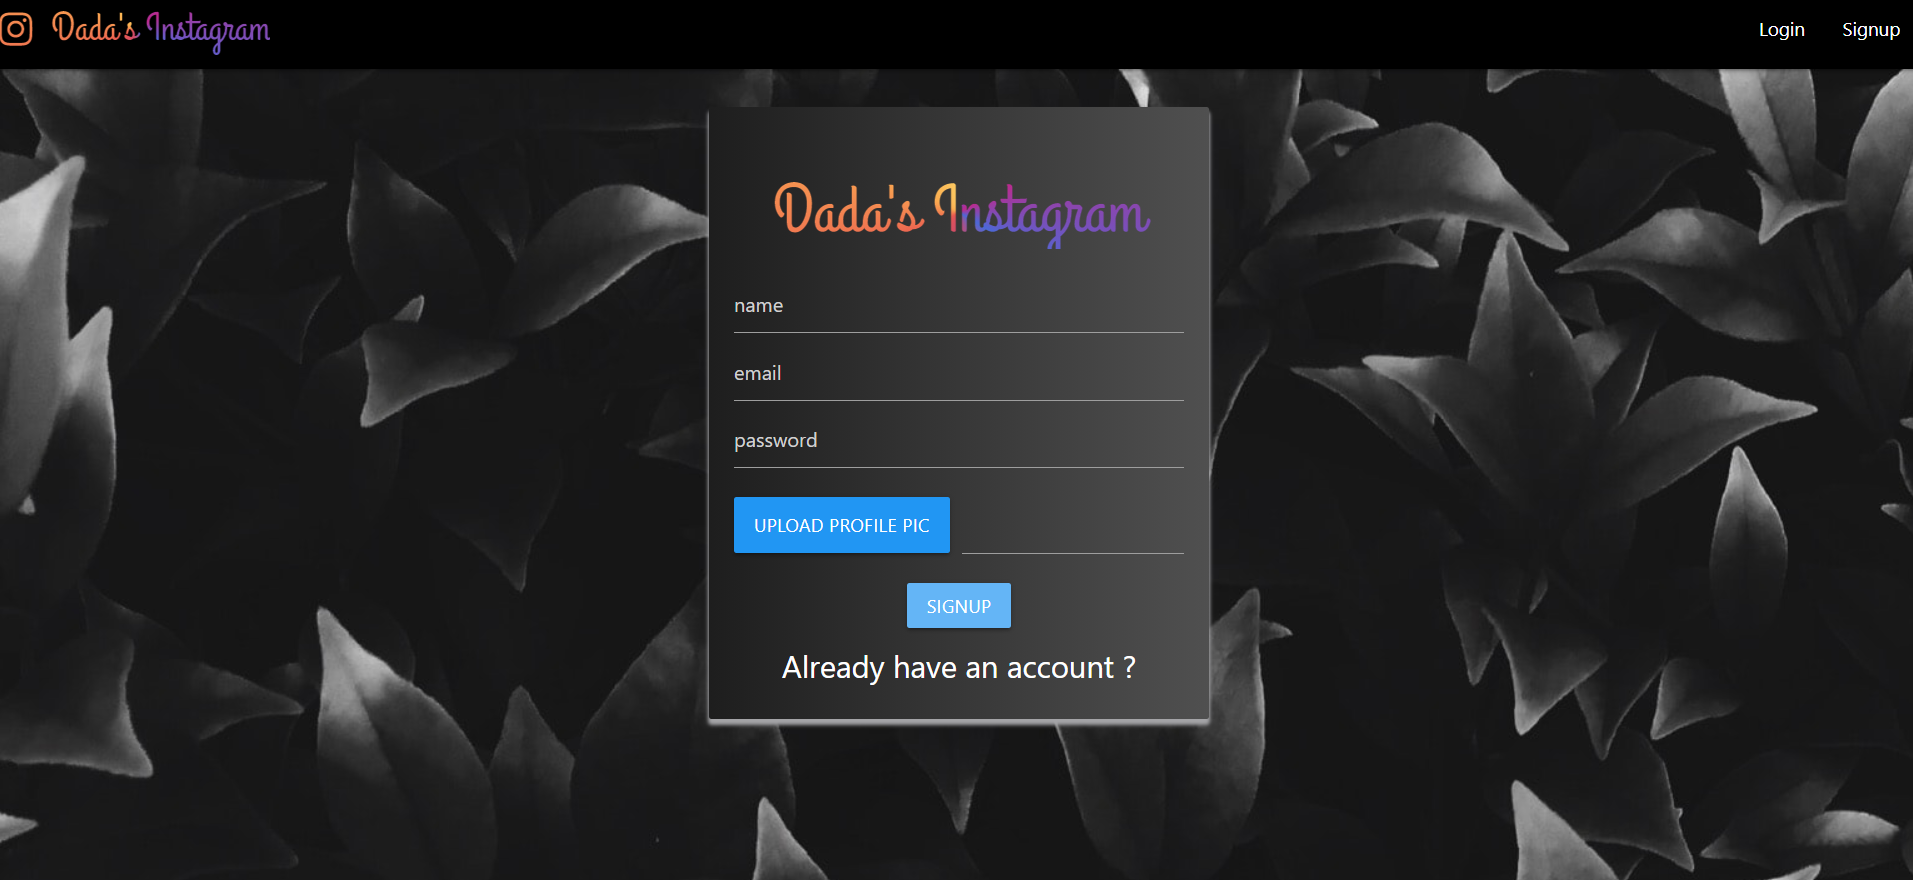 Dada's Instagram
Login
Signup
Dada's Instagram
name
email
password
UPLOAD PROFILE PIC
SIGNUP
Already have an account ?